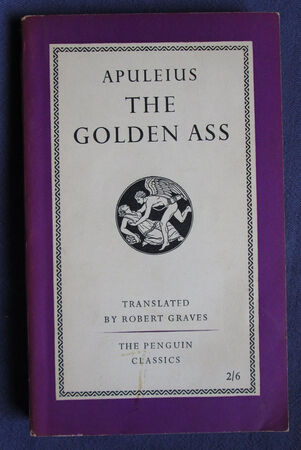 APULEIUS
THE
GOLDEN ASS
TRANSLATED
BY ROBERT GRAVES
THE PENGUIN
CLASSICS
2/6